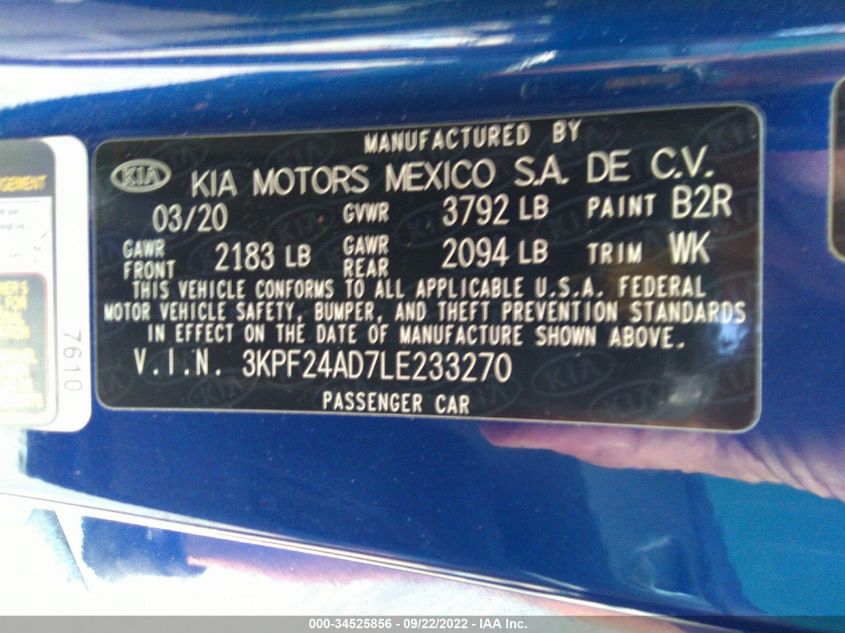 MANUFACTURED BY
KIA KIA MOTORS MEXICO S.A. DE C.V.
03/20 GVWR 3792 LB PAINT B2R
GAWR FRONT 2183 LB GAWR REAR 2094 LB TRIM WK
THIS VEHICLE CONFORMS TO ALL APPLICABLE U.S.A. FEDERAL
MOTOR VEHICLE SAFETY, BUMPER, AND THEFT PREVENTION STANDARDS
IN EFFECT ON THE DATE OF MANUFACTURE SHOWN ABOVE.
V.I.N. 3KPF24AD7LE233270
PASSENGER CAR
7610
000-34525856 - 09/22/2022 - IAA Inc.